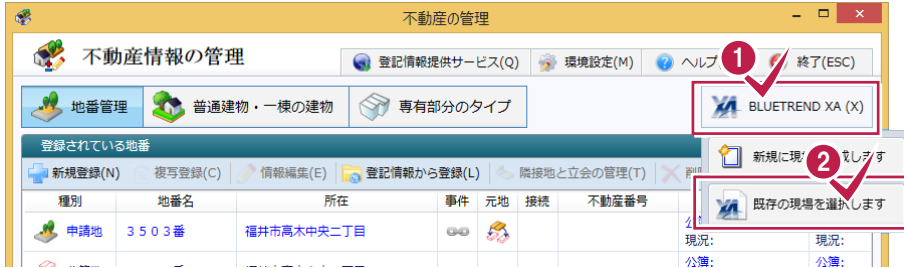 不動産の管理
不動産情報の管理
登記情報提供サービス(Q)
環境設定(M)
ヘルプ
終了(ESC)
1
地番管理
普通建物・一棟の建物
専有部分のタイプ
BLUETREND XA (X)
登録されている地番
新規に現
成します
2
新規登録(N)
複写登録(C)
情報編集(E)
登記情報から登録(L)
隣接地と立会の管理(T)
既存の現場を選択します
種別
地番名
所在
事件
元地
接続
不動産番号
申請地
3503番
福井市高木中央二丁目
現況:
現況:
公簿:
公簿: